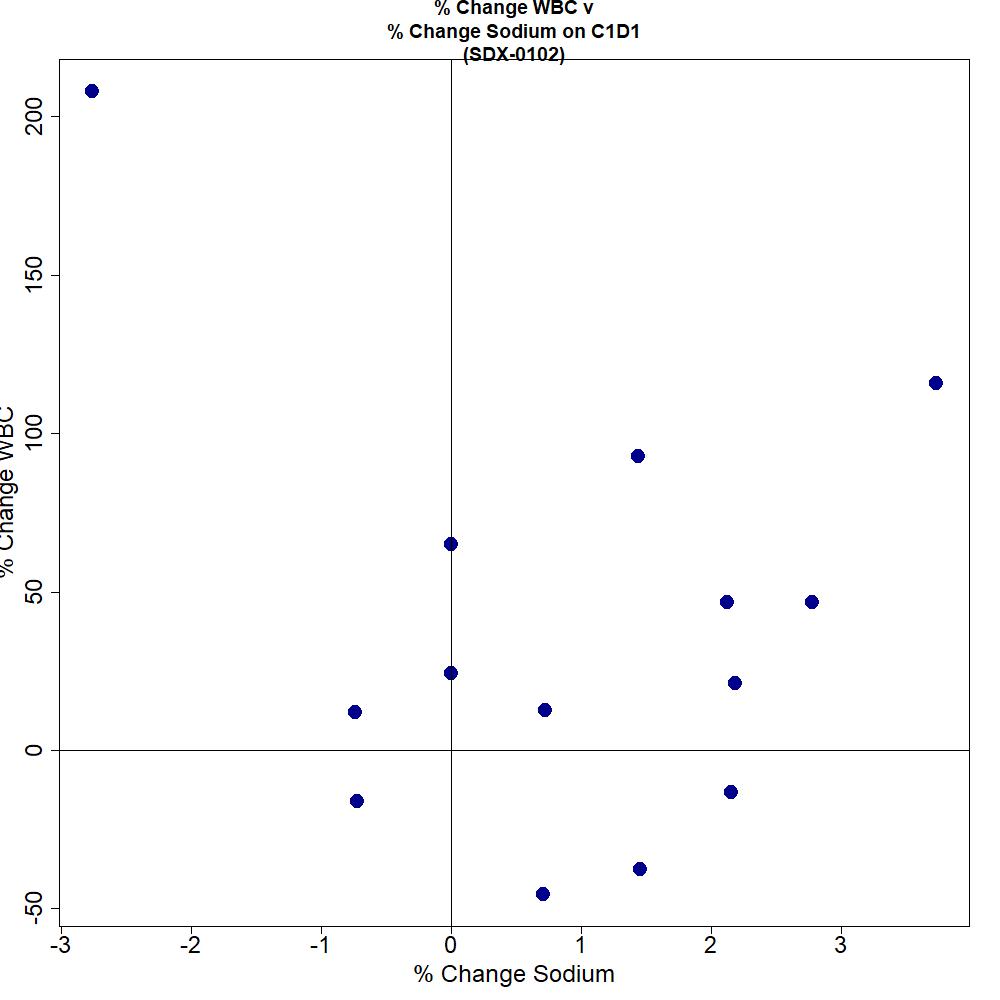 % Change WBC v
% Change Sodium on C1D1
(SDX-0102)
% Change WBC
200
150
100
50
0
-50
-3
-2
-1
0
1
2
3
% Change Sodium